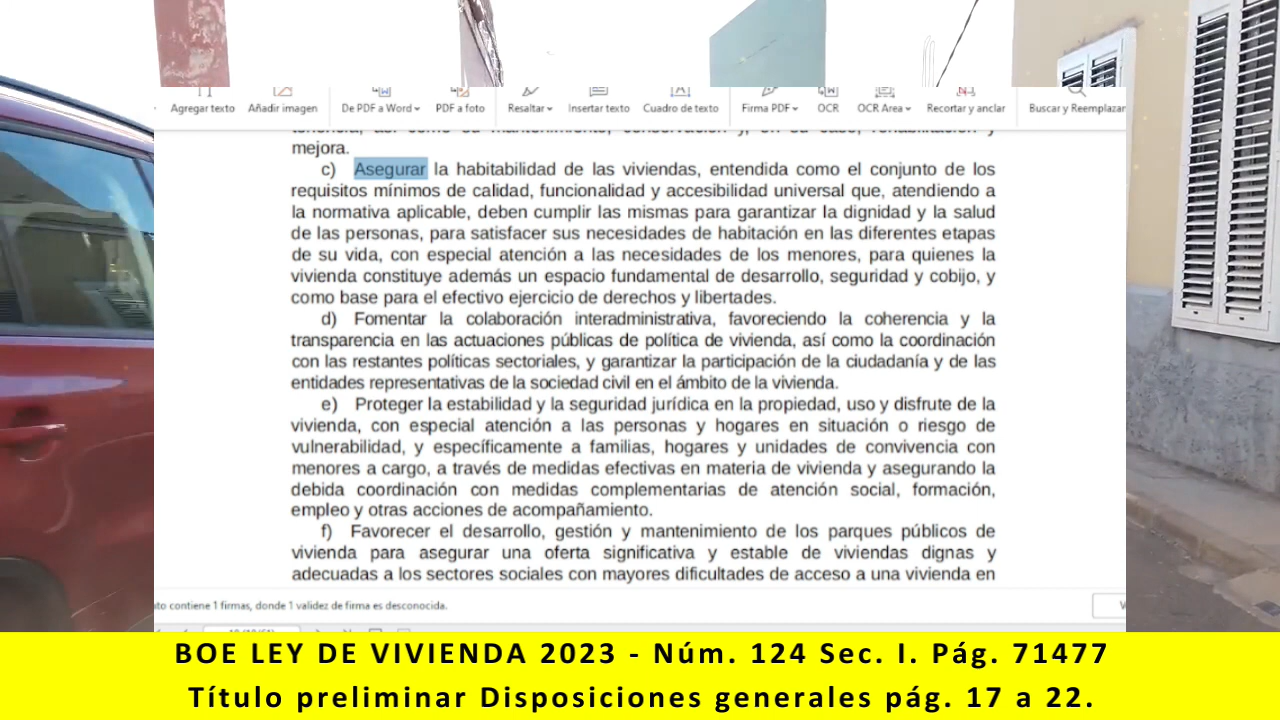 Agregar texto Añadir imagen De PDF a Word PDF a foto Resaltar Insertar texto Cuadro de texto Firma PDF OCR OCR Area Recortar y anclar Buscar y Reemplazar
tenencia, así como su mantenimiento, conservación y, en su caso, rehabilitación y
mejora.
c) Asegurar la habitabilidad de las viviendas, entendida como el conjunto de los
requisitos mínimos de calidad, funcionalidad y accesibilidad universal que, atendiendo a
la normativa aplicable, deben cumplir las mismas para garantizar la dignidad y la salud
de las personas, para satisfacer sus necesidades de habitación en las diferentes etapas
de su vida, con especial atención a las necesidades de los menores, para quienes la
vivienda constituye además un espacio fundamental de desarrollo, seguridad y cobijo, y
como base para el efectivo ejercicio de derechos y libertades.
d) Fomentar la colaboración interadministrativa, favoreciendo la coherencia y la
transparencia en las actuaciones públicas de política de vivienda, así como la coordinación
con las restantes políticas sectoriales, y garantizar la participación de la ciudadanía y de las
entidades representativas de la sociedad civil en el ámbito de la vivienda.
e) Proteger la estabilidad y la seguridad jurídica en la propiedad, uso y disfrute de la
vivienda, con especial atención a las personas y hogares en situación o riesgo de
vulnerabilidad, y específicamente a familias, hogares y unidades de convivencia con
menores a cargo, a través de medidas efectivas en materia de vivienda y asegurando la
debida coordinación con medidas complementarias de atención social, formación,
empleo y otras acciones de acompañamiento.
f) Favorecer el desarrollo, gestión y mantenimiento de los parques públicos de
vivienda para asegurar una oferta significativa y estable de viviendas dignas y
adecuadas a los sectores sociales con mayores dificultades de acceso a una vivienda en
to contiene 1 firmas, donde 1 validez de firma es desconocida.
BOE LEY DE VIVIENDA 2023 - Núm. 124 Sec. I. Pág. 71477
Título preliminar Disposiciones generales pág. 17 a 22.